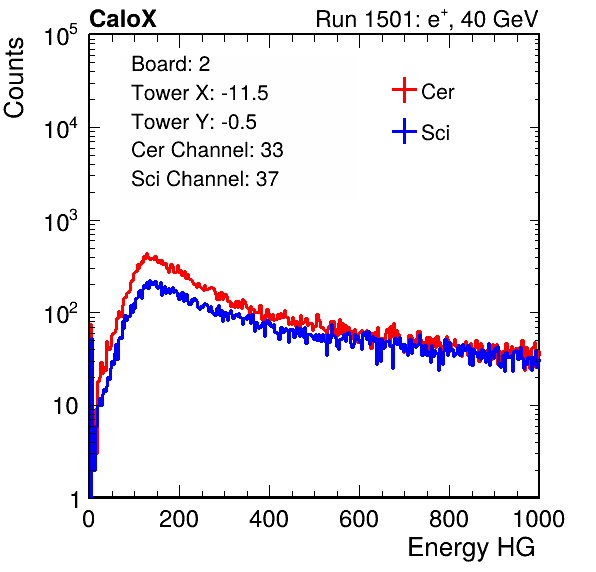 CaloX Run 1501: e⁺, 40 GeV
Counts
10⁵
10⁴
10³
10²
10
1
Board: 2
Tower X: -11.5
Tower Y: -0.5
Cer Channel: 33
Sci Channel: 37
Cer
Sci
0 200 400 600 800 1000
Energy HG